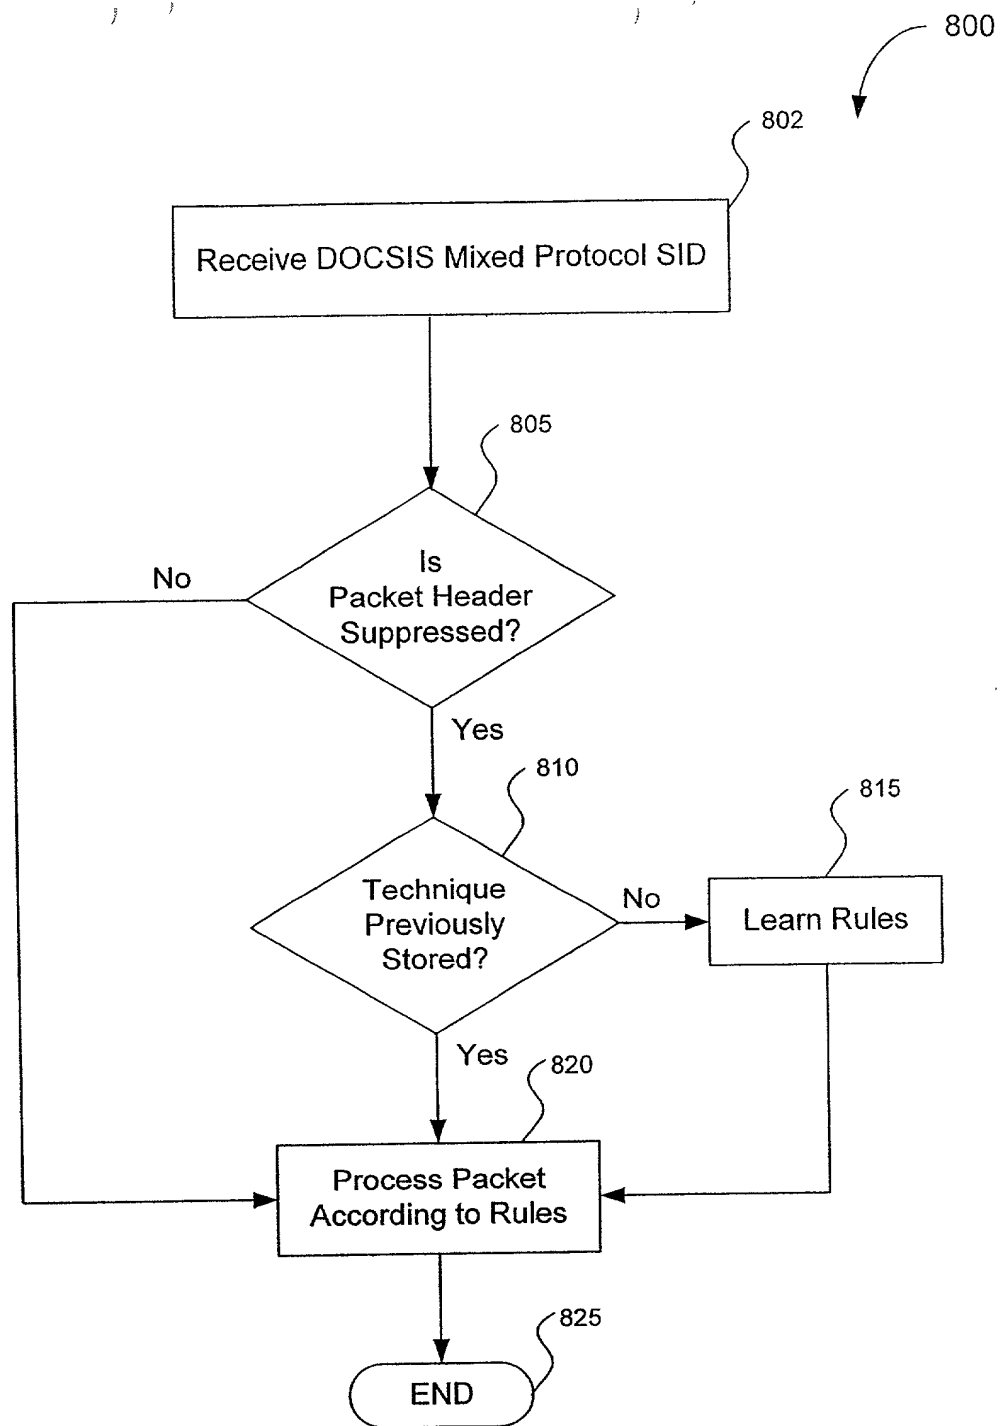 800
802
Receive DOCSIS Mixed Protocol SID
805
Is
Packet Header
Suppressed?
No
Yes
810
Technique
Previously
Stored?
No
815
Learn Rules
Yes
820
Process Packet
According to Rules
825
END